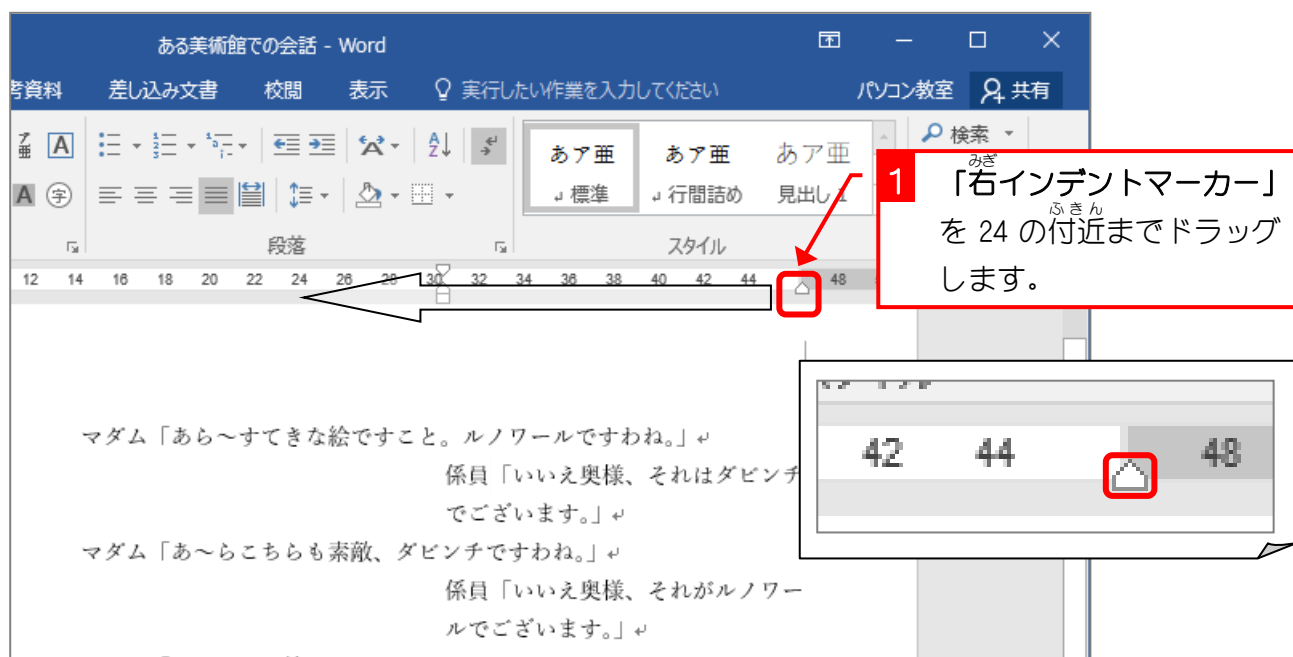 ある美術館での会話 - Word
考資料 差し込み文書 校閲 表示 実行したい作業を入力してください パソコン教室 共有
ア亜 A A↓Z 検索
あア亜 あア亜 あア亜
A 字 ↲ 標準 ↲ 行間詰め 見出し 1
段落 スタイル
12 14 16 18 20 22 24 26 28 30 32 34 36 38 40 42 44 48
1 「右インデントマーカー」
みぎ
を 24 の付近までドラッグ
ふきん
します。
42 44 48
マダム「あら～すてきな絵ですこと。ルノワールですわね。」↵
係員「いいえ奥様、それはダビンチ
でございます。」↵
マダム「あ～らこちらも素敵、ダビンチですわね。」↵
係員「いいえ奥様、それがルノワー
ルでございます。」↵